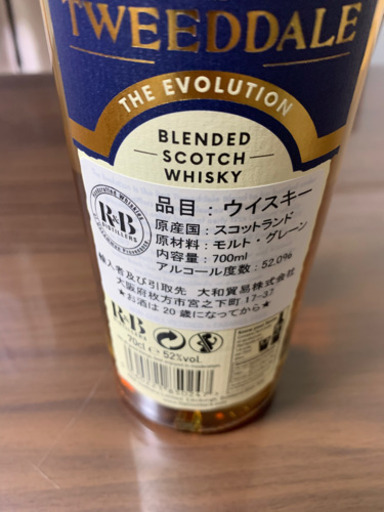 TWEEDDALE
THE EVOLUTION
BLENDED
SCOTCH
WHISKY
R&B
DISTILLERS
品目：ウイスキー
原産国：スコットランド
原材料：モルト・グレーン
内容量：700ml
アルコール度数：52.0%
輸入者及び引取先　大和貿易株式会社
大阪府枚方市宮之下町 17-37
★お酒は 20 歳になってから★
R&B
70cl e 52%vol.